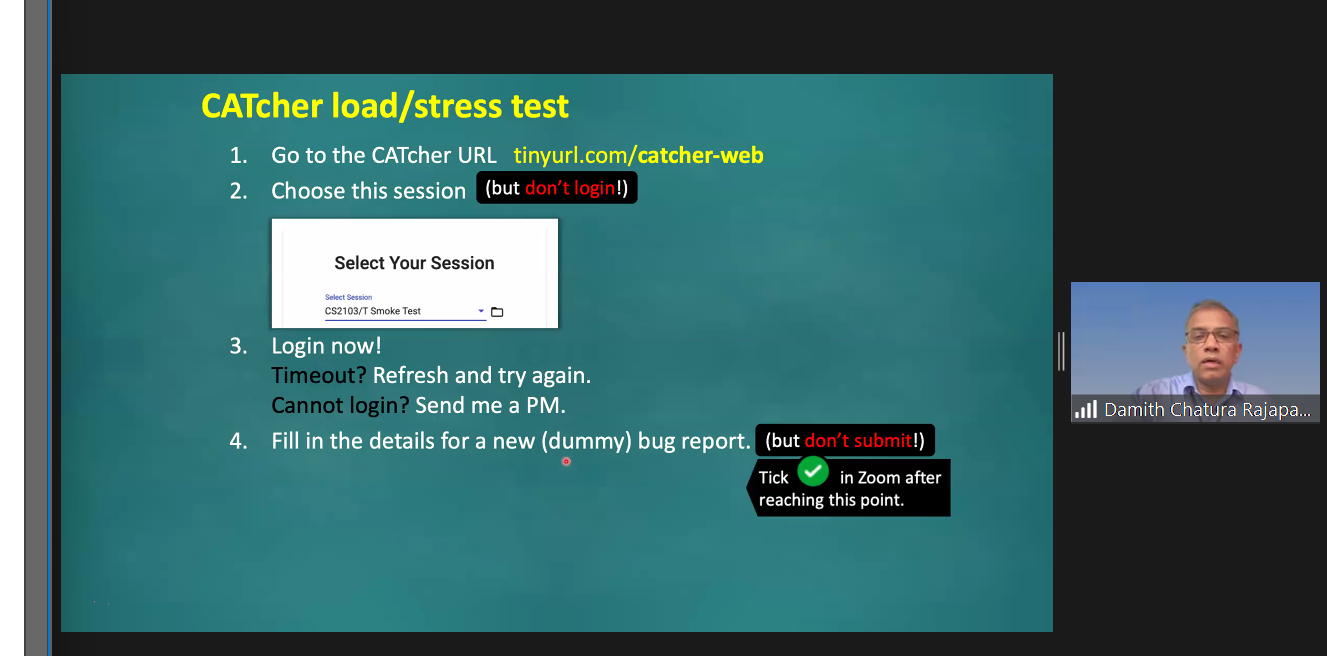 CATcher load/stress test
1. Go to the CATcher URL tinyurl.com/catcher-web
2. Choose this session (but don't login!)
Select Your Session
Select Session
CS2103/T Smoke Test
3. Login now!
Timeout? Refresh and try again.
Cannot login? Send me a PM.
4. Fill in the details for a new (dummy) bug report. (but don't submit!)
Tick in Zoom after
reaching this point.
Damith Chatura Rajapa...